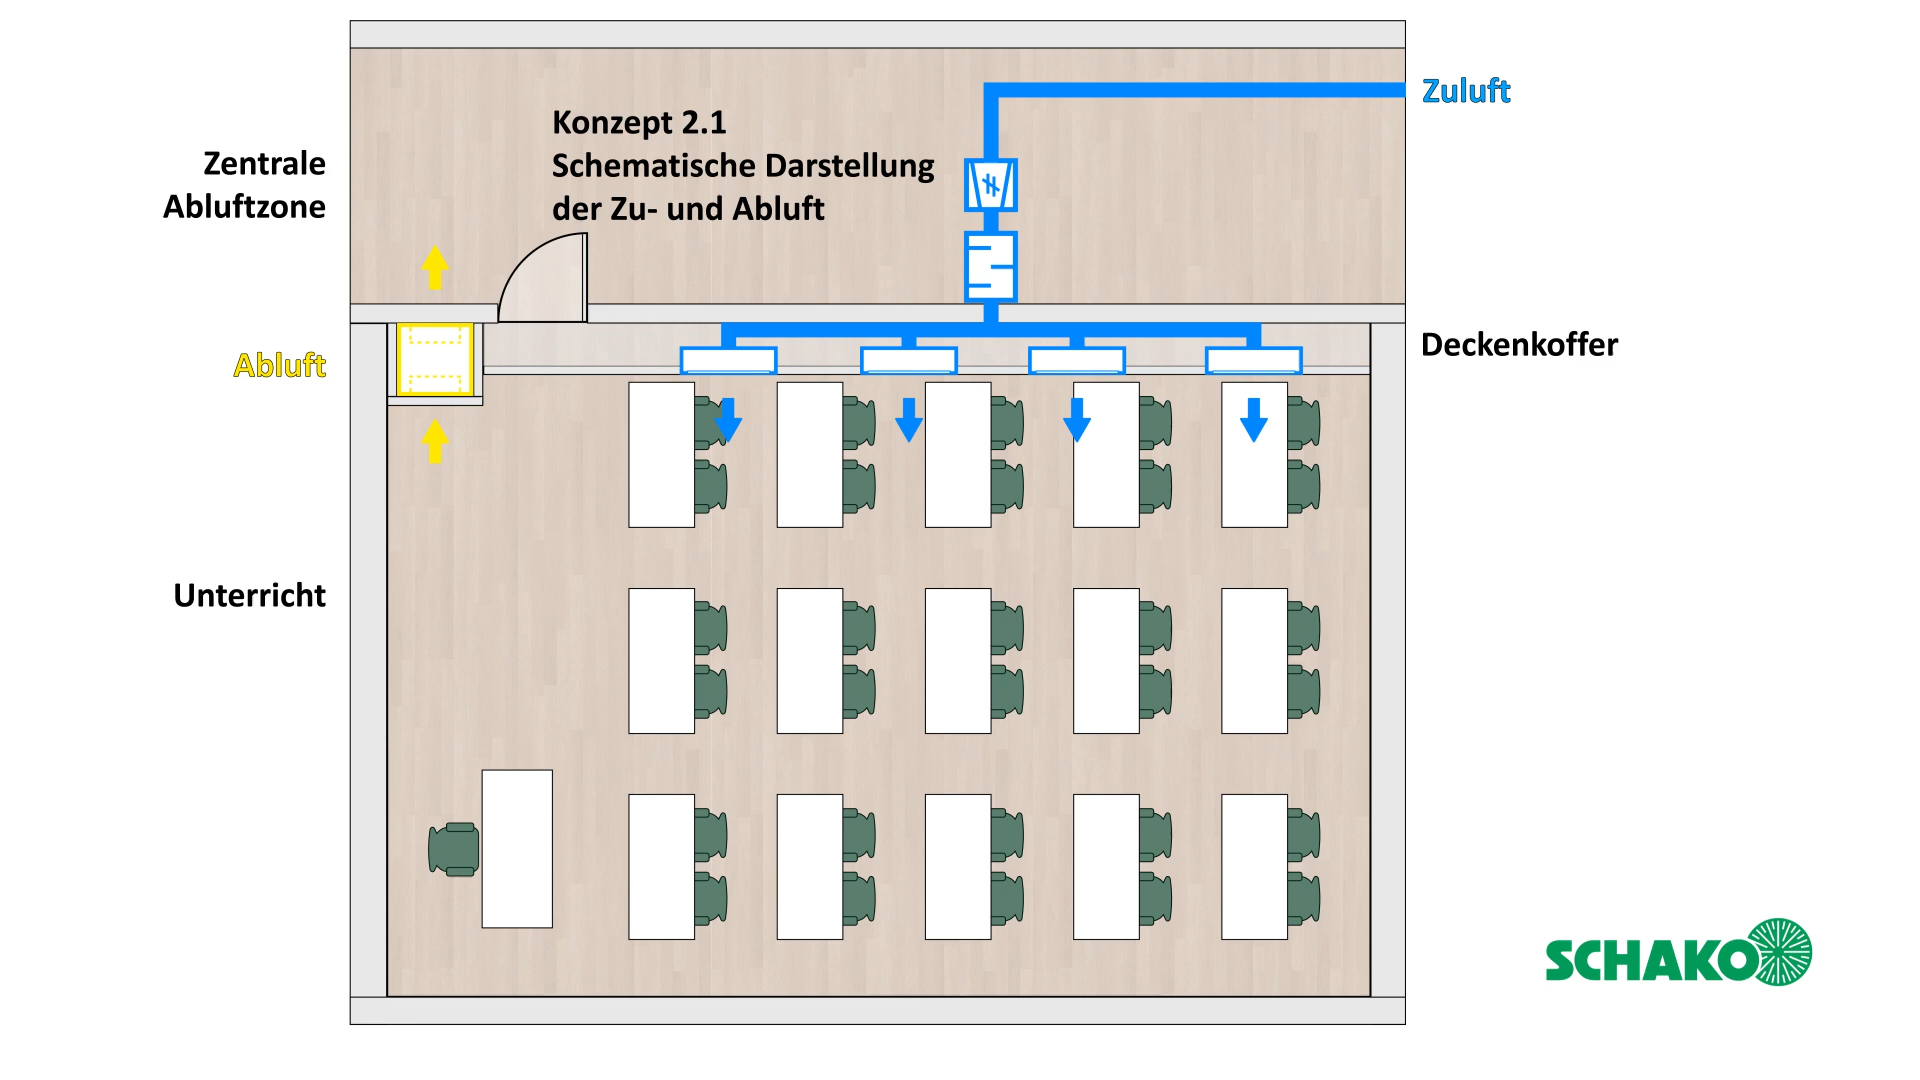 Konzept 2.1
Schematische Darstellung
der Zu- und Abluft
Zuluft
Zentrale
Abluftzone
Abluft
Deckenkoffer
Unterricht
SCHAKO